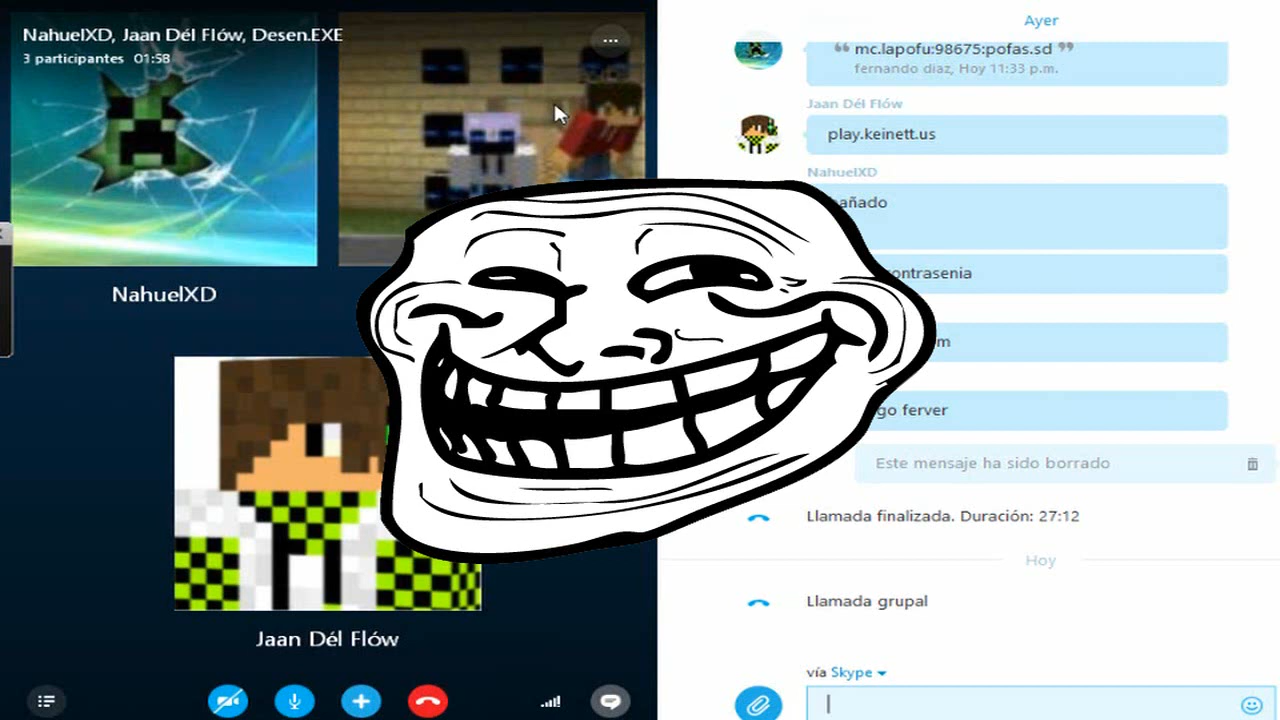 NahuelXD, Jaan Dél Flów, Desen.EXE
3 participantes 01:58
NahuelXD
Jaan Dél Flów
Ayer
“ mc.lapofu:98675:pofas.sd ”
fernando diaz, Hoy 11:33 p.m.
Jaan Dél Flów
play.keinett.us
NahuelXD
go ferver
Este mensaje ha sido borrado
Llamada finalizada. Duración: 27:12
Hoy
Llamada grupal
vía Skype